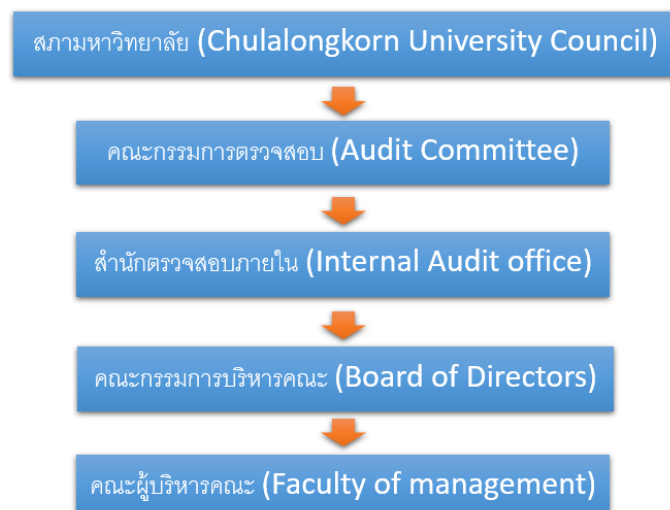 สภามหาวิทยาลัย (Chulalongkorn University Council)
คณะกรรมการตรวจสอบ (Audit Committee)
สำนักตรวจสอบภายใน (Internal Audit office)
คณะกรรมการบริหารคณะ (Board of Directors)
คณะผู้บริหารคณะ (Faculty of management)